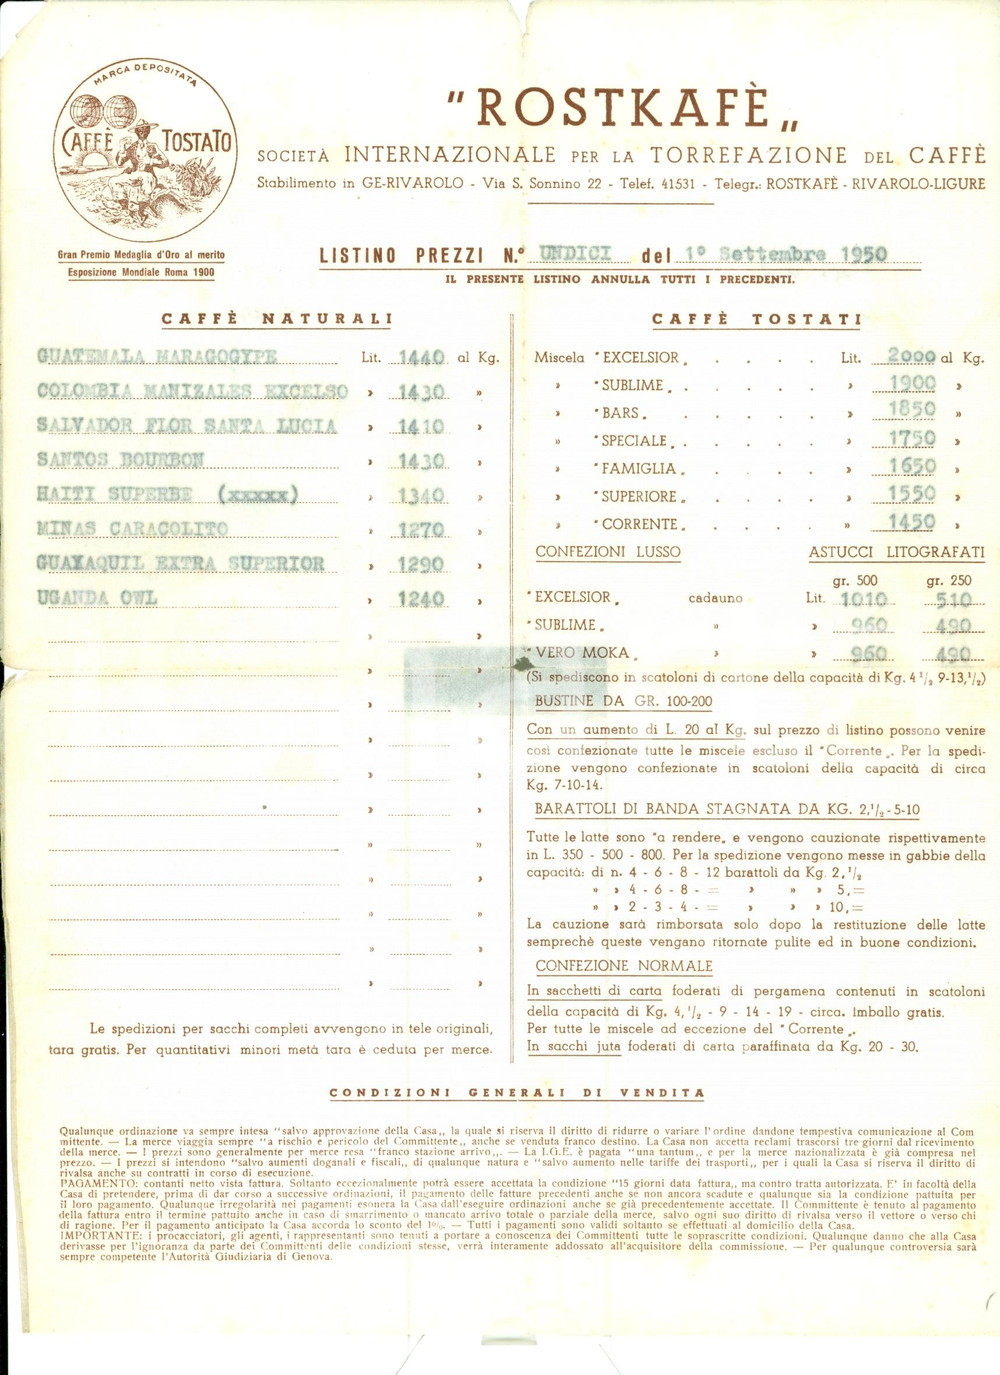 MARCA DEPOSITATA
CAFFÈ TOSTATO
Gran Premio Medaglia d'Oro al merito
Esposizione Mondiale Roma 1900
"ROSTKAFÈ„
SOCIETÀ INTERNAZIONALE PER LA TORREFAZIONE DEL CAFFÈ
Stabilimento in GE-RIVAROLO - Via S. Sonnino 22 - Telef. 41531 - Telegr.: ROSTKAFÈ - RIVAROLO-LIGURE
LISTINO PREZZI N.° UNDICI del 1° Settembre 1950
IL PRESENTE LISTINO ANNULLA TUTTI I PRECEDENTI.
CAFFÈ NATURALI
GUATEMALA MARAGOGYPE Lit. 1440 al Kg.
COLOMBIA MANIZALES EXCELSO » 1430 »
SALVADOR FLOR SANTA LUCIA » 1410 »
SANTOS BOURBON » 1430 »
HAITI SUPERBE (xxxxx) » 1340 »
MINAS CARACOLITO » 1270 »
GUAYAQUIL EXTRA SUPERIOR » 1290 »
UGANDA OWL » 1240 »
» »
» »
» »
» »
» »
» » »
» »
» »
» »
» »
» »
Le spedizioni per sacchi completi avvengono in tele originali,
tara gratis. Per quantitativi minori metà tara è ceduta per merce.
CAFFÈ TOSTATI
Miscela "EXCELSIOR„ . . . . Lit. 2000 al Kg.
» "SUBLIME„ . . . . . » 1900 »
» "BARS„ . . . . . » 1850 »
» "SPECIALE„ . . . . . » 1750 »
» "FAMIGLIA„ . . . . » 1650 »
» "SUPERIORE„ . . . . » 1550 »
» "CORRENTE„ . . . . » 1450 »
CONFEZIONI LUSSO ASTUCCI LITOGRAFATI
gr. 500 gr. 250
"EXCELSIOR„ cadauno Lit. 1010 510
"SUBLIME„ » » 960 490
"VERO MOKA„ » » 960 490
(Si spediscono in scatoloni di cartone della capacità di Kg. 4 1/2 9-13,1/2)
BUSTINE DA GR. 100-200
Con un aumento di L. 20 al Kg. sul prezzo di listino possono venire
così confezionate tutte le miscele escluso il "Corrente„. Per la spedi-
zione vengono confezionate in scatoloni della capacità di circa
Kg. 7-10-14.
BARATTOLI DI BANDA STAGNATA DA KG. 2,1/2-5-10
Tutte le latte sono "a rendere„ e vengono cauzionate rispettivamente
in L. 350 - 500 - 800. Per la spedizione vengono messe in gabbie della
capacità: di n. 4 - 6 - 8 - 12 barattoli da Kg. 2,1/2
» » 4 - 6 - 8 - = » » » 5,=
» » 2 - 3 - 4 - = » » » 10,=
La cauzione sarà rimborsata solo dopo la restituzione delle latte
semprechè queste vengano ritornate pulite ed in buone condizioni.
CONFEZIONE NORMALE
In sacchetti di carta foderati di pergamena contenuti in scatoloni
della capacità di Kg. 4,1/2 - 9 - 14 - 19 - circa. Imballo gratis.
Per tutte le miscele ad eccezione del "Corrente„.
In sacchi juta foderati di carta paraffinata da Kg. 20 - 30.
CONDIZIONI GENERALI DI VENDITA
Qualunque ordinazione va sempre intesa "salvo approvazione della Casa„, la quale si riserva il diritto di ridurre o variare l'ordine dandone tempestiva comunicazione al Com
mittente. — La merce viaggia sempre "a rischio e pericolo del Committente„, anche se venduta franco destino. La Casa non accetta reclami trascorsi tre giorni dal ricevimento
della merce. — I prezzi sono generalmente per merce resa "franco stazione arrivo„. — La I.G.E. è pagata "una tantum„, e per la merce nazionalizzata è già compresa nel
prezzo. — I prezzi si intendono "salvo aumenti doganali e fiscali„, di qualunque natura e "salvo aumento nelle tariffe dei trasporti„, per i quali la Casa si riserva il diritto di
rivalsa anche su contratti in corso di esecuzione.
PAGAMENTO: contanti netto vista fattura. Soltanto eccezionalmente potrà essere accettata la condizione "15 giorni data fattura„, ma contro tratta autorizzata. E' in facoltà della
Casa di pretendere, prima di dar corso a successive ordinazioni, il pagamento delle fatture precedenti anche se non ancora scadute e qualunque sia la condizione pattuita per
il loro pagamento. Qualunque irregolarità nei pagamenti esonera la Casa dall'eseguire ordinazioni anche se già precedentemente accettate. Il Committente è tenuto al pagamento
della fattura entro il termine pattuito anche in caso di smarrimento o mancato arrivo totale o parziale della merce, salvo ogni suo diritto di rivalsa verso il vettore o verso chi
di ragione. Per il pagamento anticipato la Casa accorda lo sconto del 1%. — Tutti i pagamenti sono validi soltanto se effettuati al domicilio della Casa.
IMPORTANTE: i procacciatori, gli agenti, i rappresentanti sono tenuti a portare a conoscenza dei Committenti tutte le soprascritte condizioni. Qualunque danno che alla Casa
derivasse per l'ignoranza da parte dei Committenti delle condizioni stesse, verrà interamente addossato all'acquisitore della commissione. — Per qualunque controversia sarà
sempre competente l'Autorità Giudiziaria di Genova.